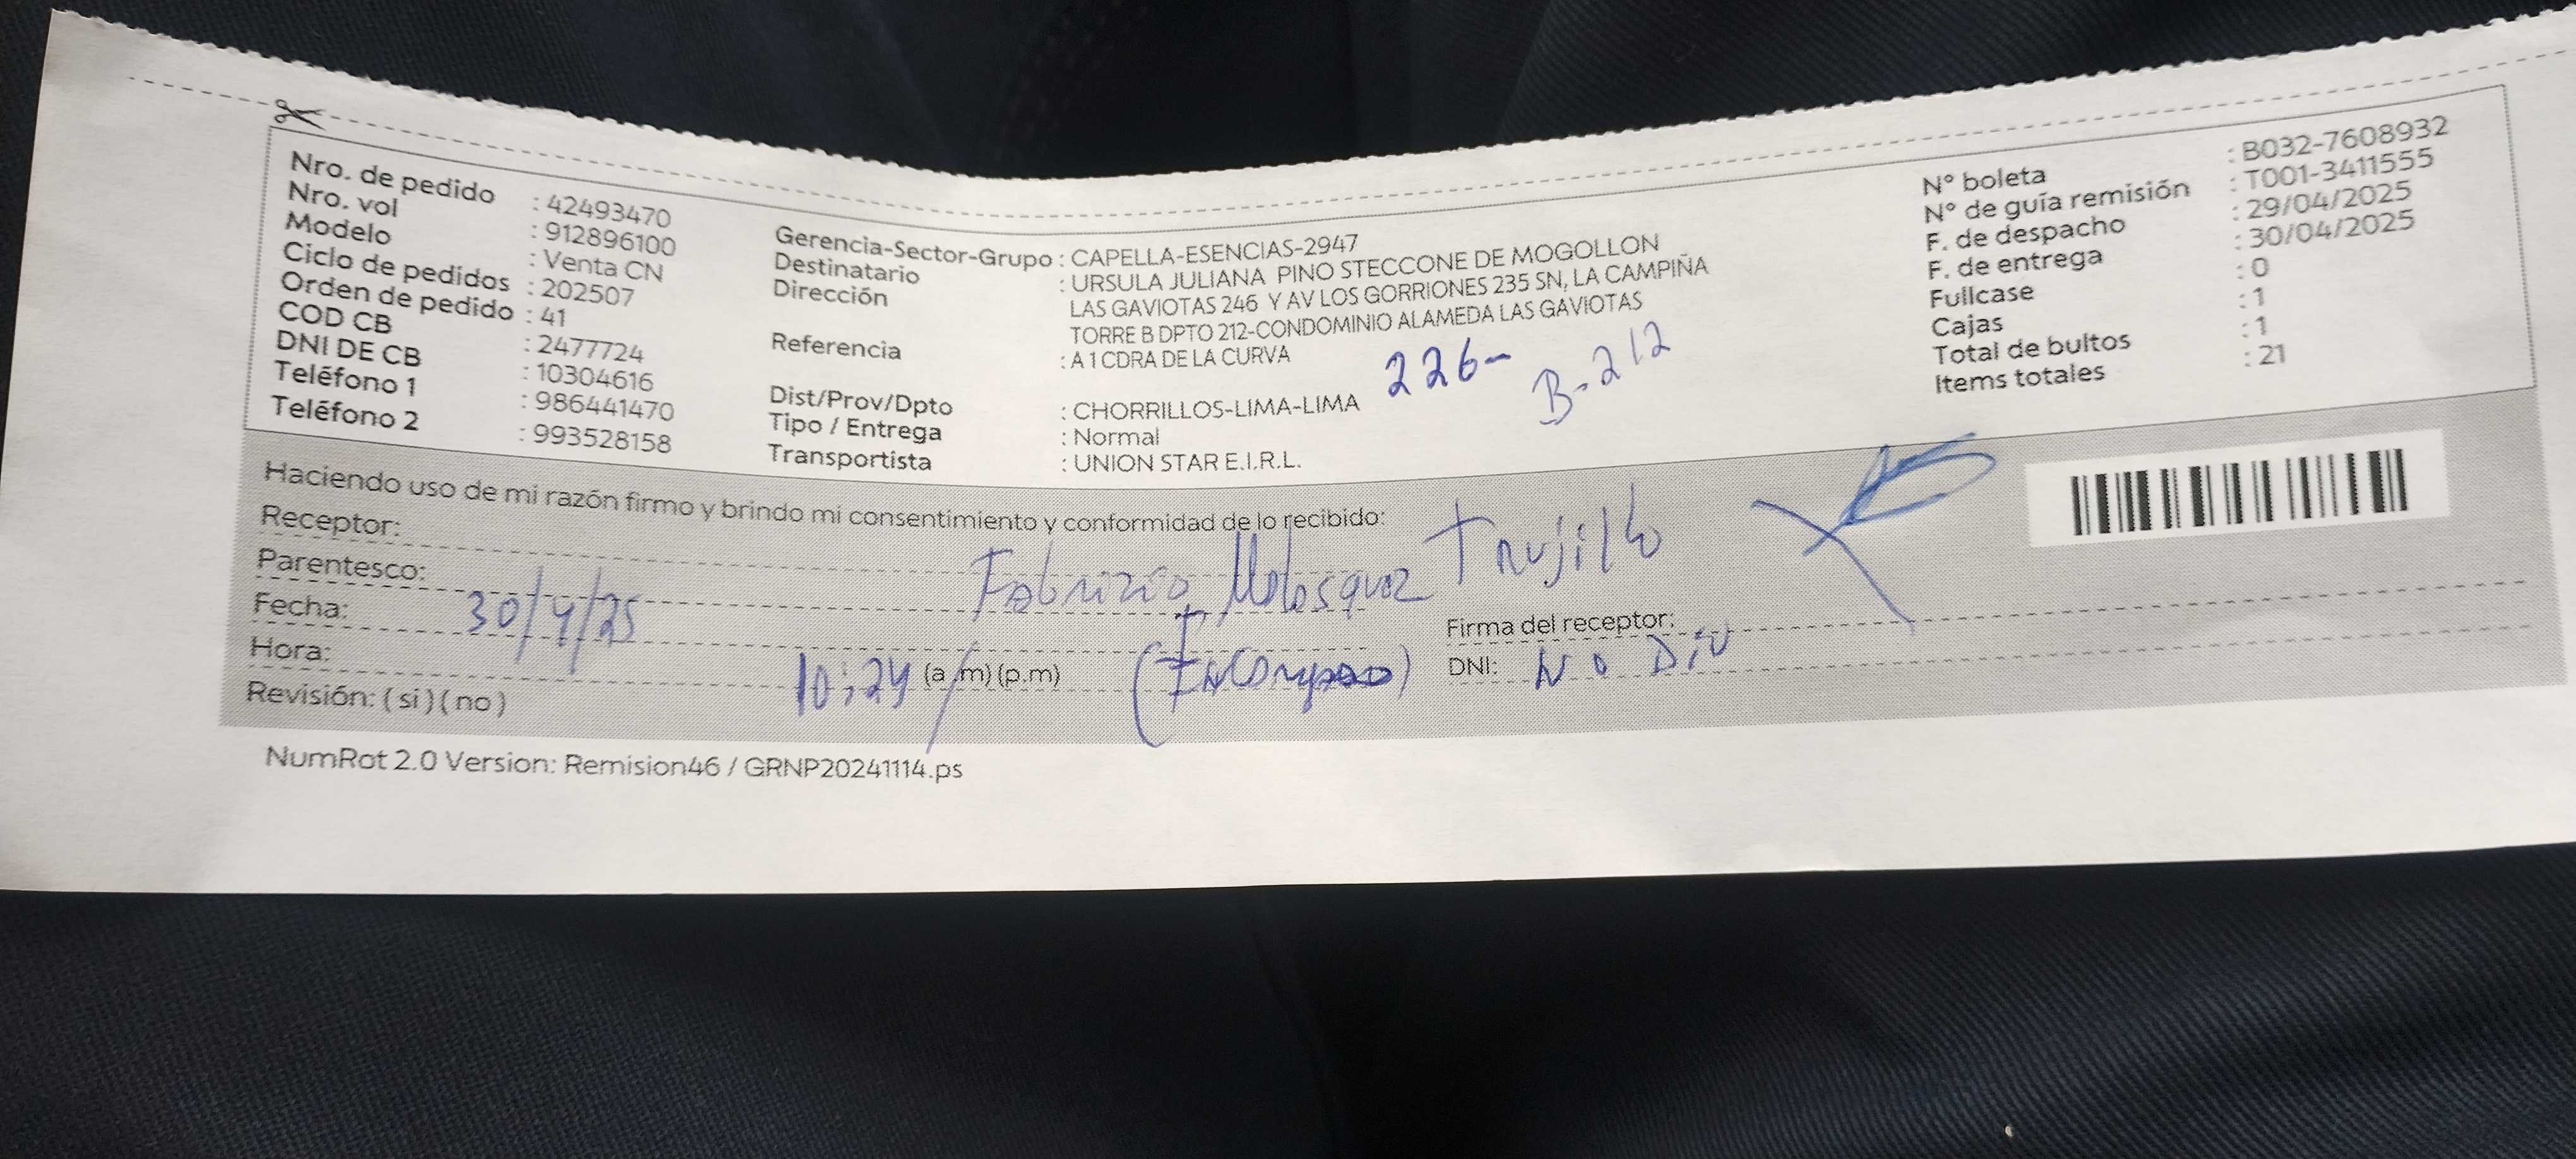 Nro. de pedido : 42493470
Nro. vol : 912896100
Modelo : Venta CN
Ciclo de pedidos : 202507
Orden de pedido : 41
COD CB : 2477724
DNI DE CB : 10304616
Teléfono 1 : 986441470
Teléfono 2 : 993528158
Gerencia-Sector-Grupo : CAPELLA-ESENCIAS-2947
Destinatario : URSULA JULIANA PINO STECCONE DE MOGOLLON
Dirección LAS GAVIOTAS 246 Y AV LOS GORRIONES 235 SN, LA CAMPIÑA
TORRE B DPTO 212-CONDOMINIO ALAMEDA LAS GAVIOTAS
Referencia : A 1 CDRA DE LA CURVA
226-
B-212
Dist/Prov/Dpto : CHORRILLOS-LIMA-LIMA
Tipo / Entrega : Normal
Transportista : UNION STAR E.I.R.L.
N° boleta : B032-7608932
N° de guía remisión : T001-3411555
F. de despacho : 29/04/2025
F. de entrega : 30/04/2025
Fullcase : 0
Cajas : 1
Total de bultos : 1
Items totales : 21
Haciendo uso de mi razón firmo y brindo mi consentimiento y conformidad de lo recibido:
Receptor: Fabrizio Trujillo
Parentesco:
Fecha: 30/4/25
Hora: 10:24 (a.m) (p.m)
Revisión: ( si ) ( no )
Firma del receptor:
DNI: No Dio
NumRot 2.0 Version: Remision46 / GRNP20241114.ps